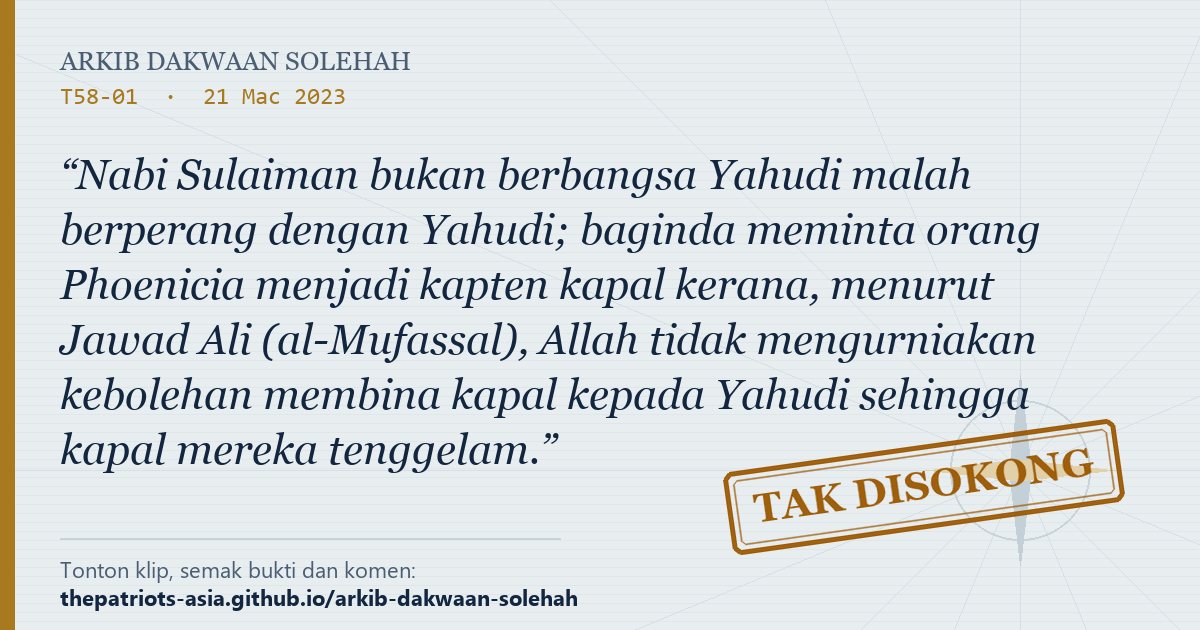 ARKIB DAKWAAN SOLEHAH
T58-01 · 21 Mac 2023
“Nabi Sulaiman bukan berbangsa Yahudi malah
berperang dengan Yahudi; baginda meminta orang
Phoenicia menjadi kapten kapal kerana, menurut
Jawad Ali (al-Mufassal), Allah tidak mengurniakan
kebolehan membina kapal kepada Yahudi sehingga
kapal mereka tenggelam.”
TAK DISOKONG
Tonton klip, semak bukti dan komen:
thepatriots-asia.github.io/arkib-dakwaan-solehah